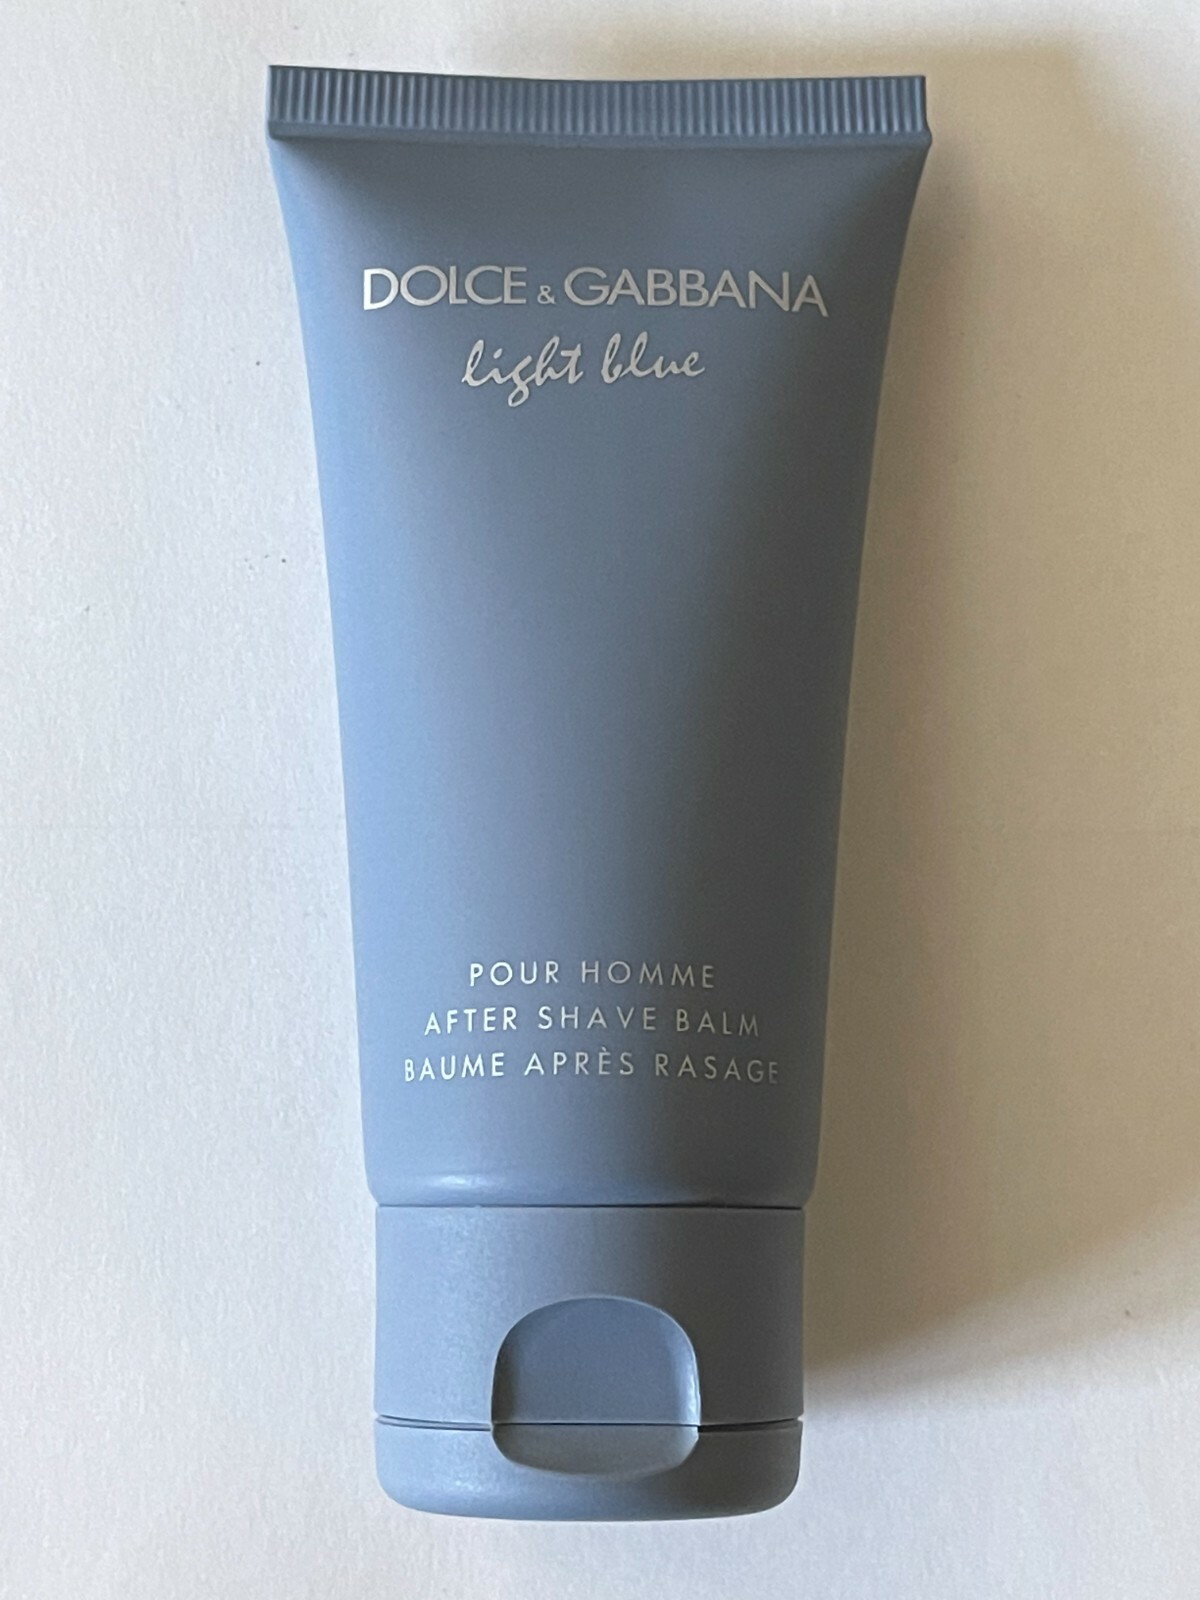 DOLCE & GABBANA
light blue
POUR HOMME
AFTER SHAVE BALM
BAUME APRÈS RASAGE